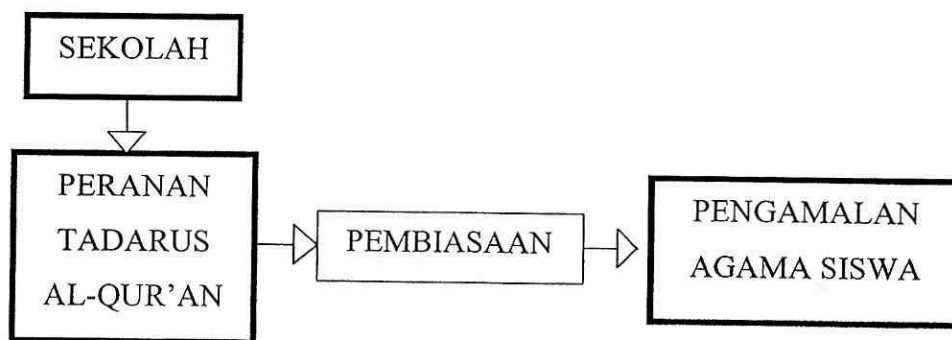 SEKOLAH
PERANAN
TADARUS
AL-QUR'AN
PEMBIASAAN
PENGAMALAN
AGAMA SISWA